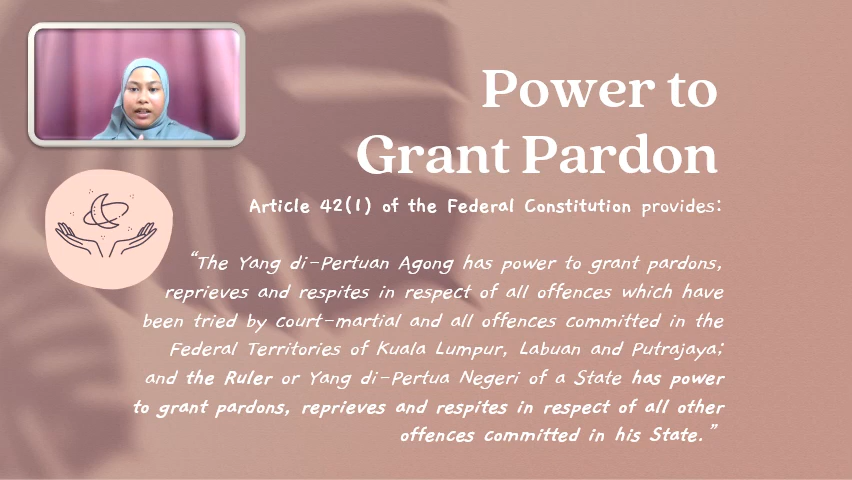 Power to
Grant Pardon
Article 42(1) of the Federal Constitution provides:
"The Yang di-Pertuan Agong has power to grant pardons,
reprieves and respites in respect of all offences which have
been tried by court-martial and all offences committed in the
Federal Territories of Kuala Lumpur, Labuan and Putrajaya;
and the Ruler or Yang di-Pertua Negeri of a State has power
to grant pardons, reprieves and respites in respect of all other
offences committed in his State."